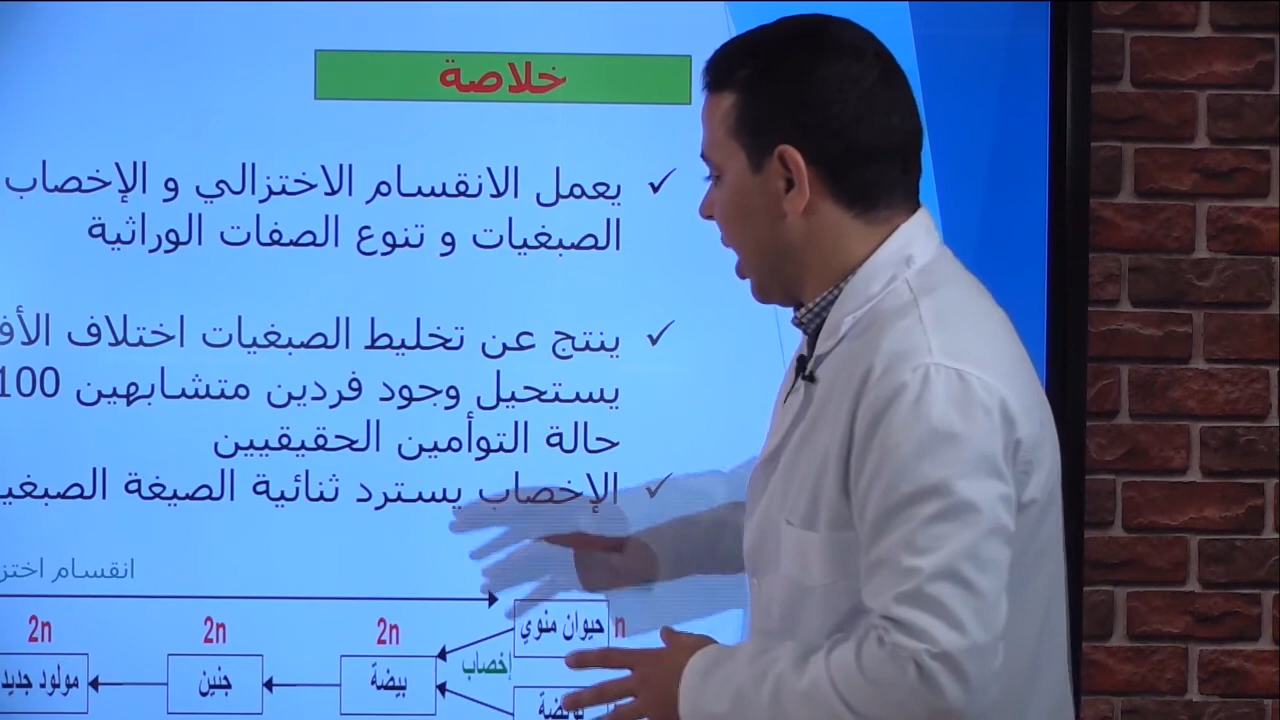 خلاصة
✓ يعمل الانقسام الاختزالي و الإخصاب
الصبغيات و تنوع الصفات الوراثية
✓ ينتج عن تخليط الصبغيات اختلاف
يستحيل وجود فردين متشابهين 100
حالة التوأمين الحقيقيين
✓ الإخصاب يسترد ثنائية الصيغة
انقسام
n حيوان منوي
إخصاب
2n 2n 2n
بيضة جنين مولود جديد